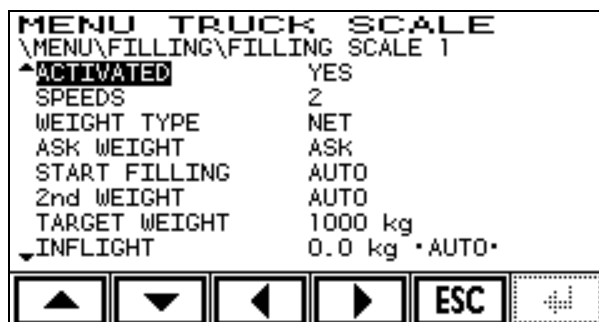 MENU TRUCK SCALE
\MENU\FILLING\FILLING SCALE 1
ACTIVATED YES
SPEEDS 2
WEIGHT TYPE NET
ASK WEIGHT ASK
START FILLING AUTO
2nd WEIGHT AUTO
TARGET WEIGHT 1000 kg
INFLIGHT 0.0 kg ·AUTO·
ESC